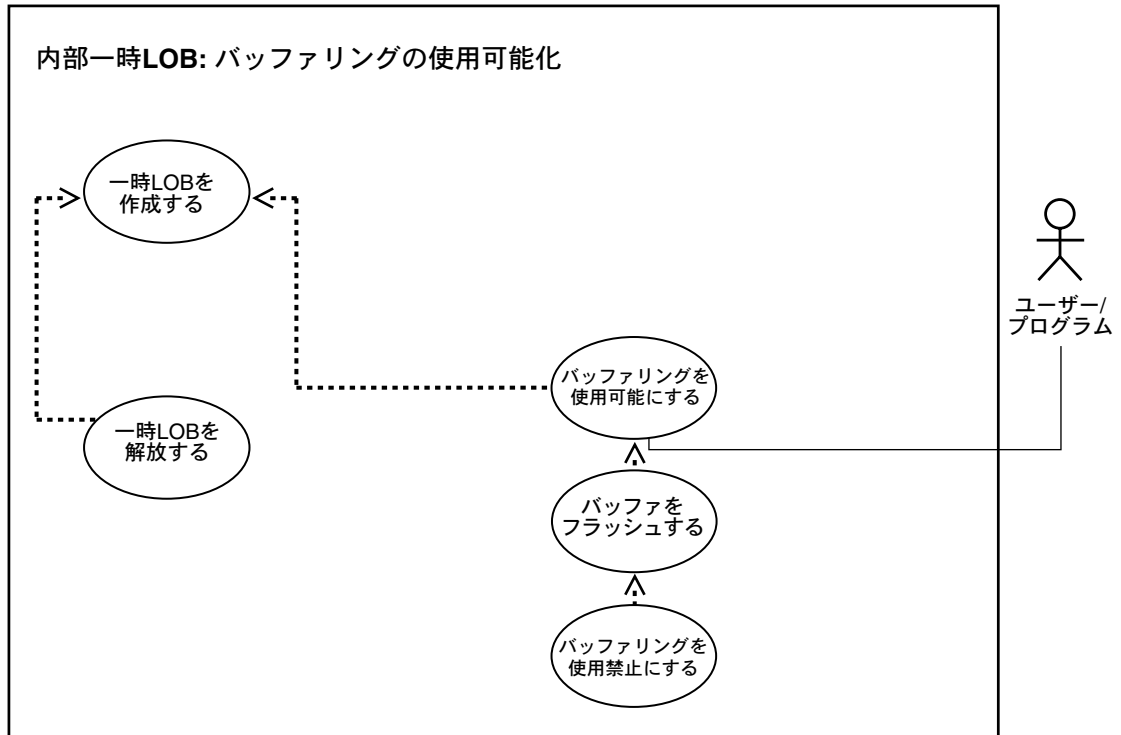 内部一時LOB: バッファリングの使用可能化
一時LOBを
作成する
ユーザー/
プログラム
バッファリングを
使用可能にする
一時LOBを
解放する
バッファを
フラッシュする
バッファリングを
使用禁止にする